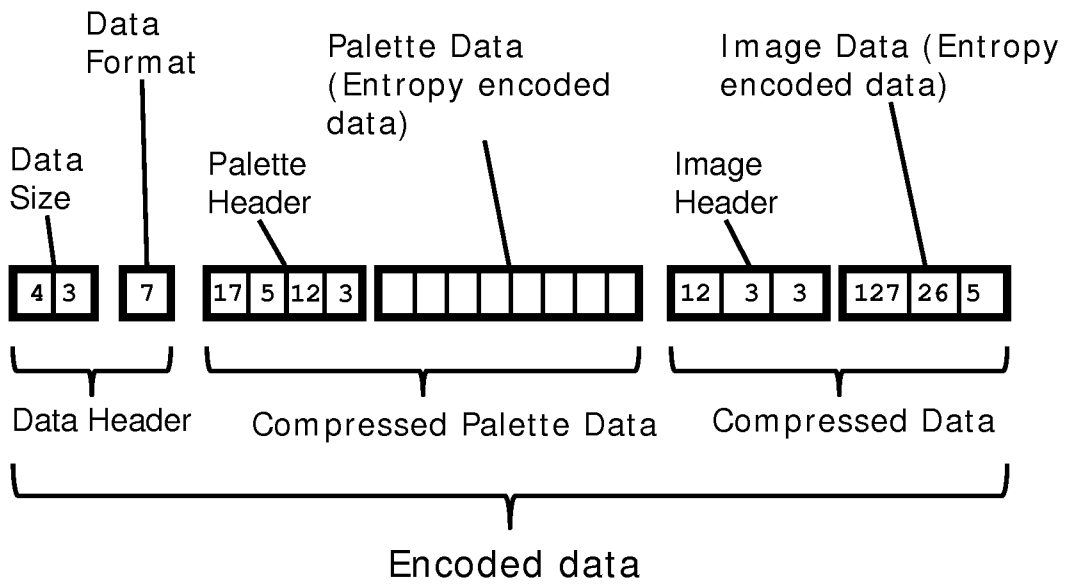 Data
Format
Palette Data
(Entropy encoded
data)
Image Data (Entropy
encoded data)
Data
Size
Palette
Header
Image
Header
4 3
7
17 5 12 3
12 3 3
127 26 5
Data Header
Compressed Palette Data
Compressed Data
Encoded data